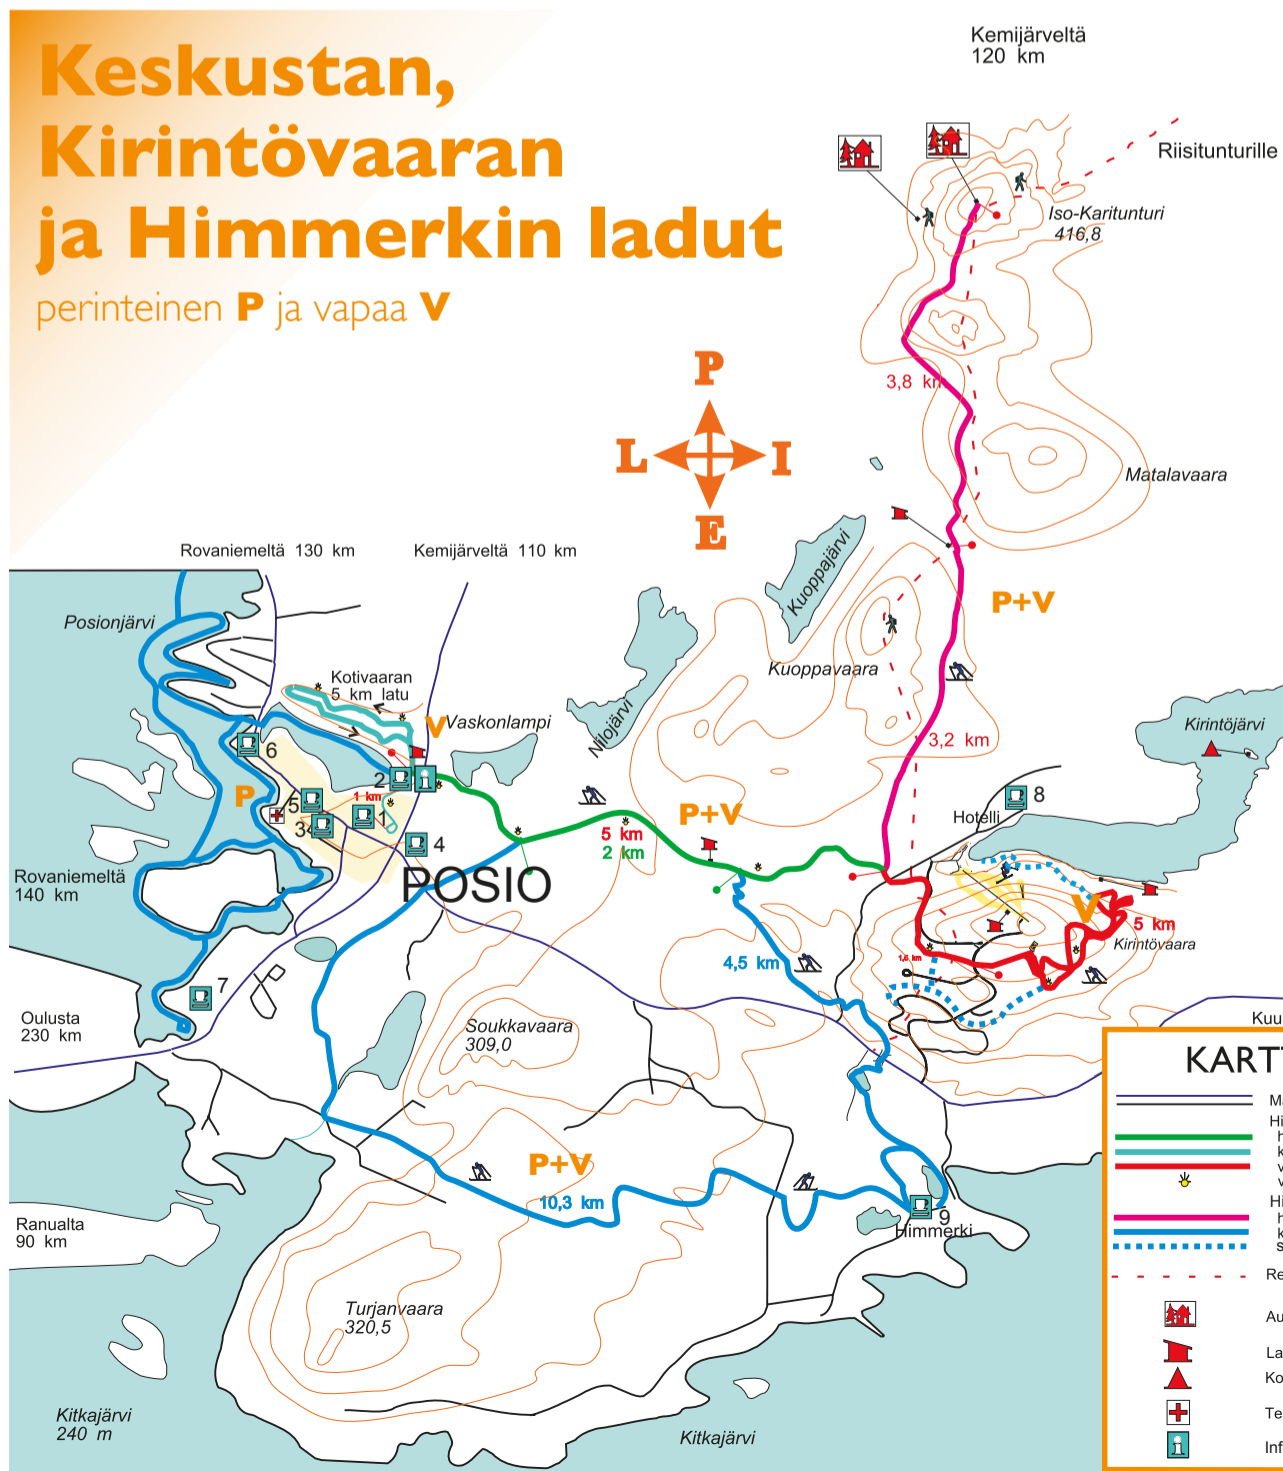 Keskustan,
Kirintövaaran
ja Himmerkin ladut
perinteinen P ja vapaa V
Kemijärveltä
120 km
Riisitunturille
Iso-Karitunturi
416,8
3,8 km
P
L
I
E
Matalavaara
Rovaniemeltä 130 km
Kemijärveltä 110 km
Kuoppajärvi
P+V
Posionjärvi
Kotivaaran
5 km latu
Kuoppavaara
Nilojärvi
V
Vaskonlampi
Kirintöjärvi
3,2 km
6
2
P
1 km
5
1
3
4
P+V
5 km
2 km
8
Hotelli
POSIO
Rovaniemeltä
140 km
V
5 km
Kirintövaara
4,5 km
1,5 km
7
Oulusta
230 km
Soukkavaara
309,0
P+V
10,3 km
9
Himmerki
Ranualta
90 km
Turjanvaara
320,5
Kitkajärvi
240 m
Kitkajärvi